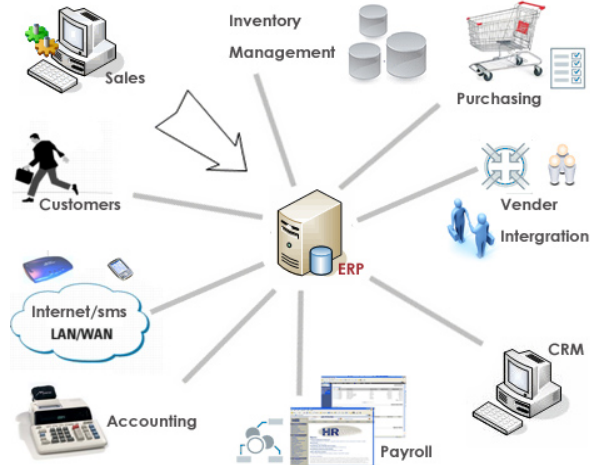 Inventory
Management
Sales
Purchasing
Customers
Vender
Intergration
ERP
Internet/sms
LAN/WAN
CRM
Accounting
HR
Payroll